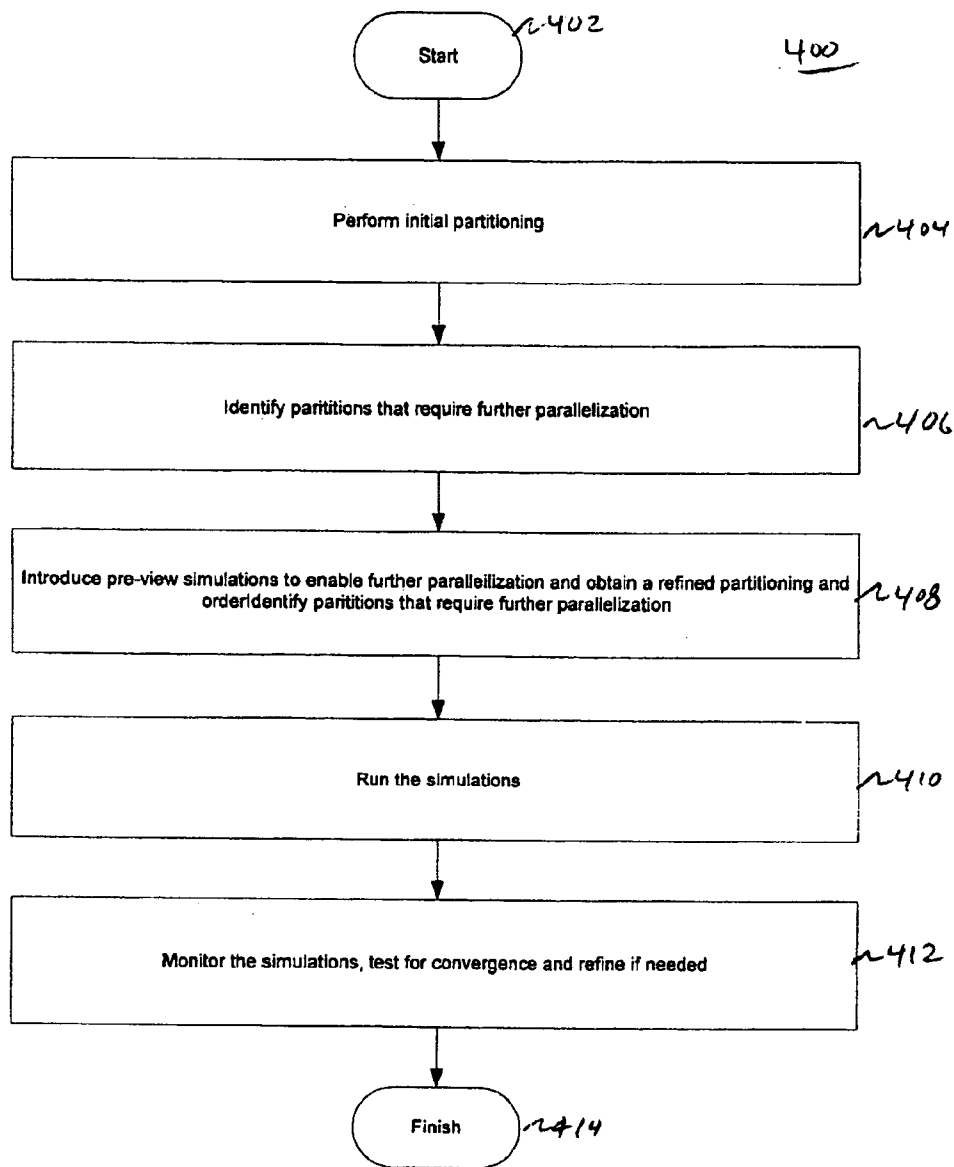 Start
~402
400
Perform initial partitioning
~404
Identify parititions that require further parallelization
~406
Introduce pre-view simulations to enable further paralleilization and obtain a refined partitioning and
orderIdentify parititions that require further parallelization
~408
Run the simulations
~410
Monitor the simulations, test for convergence and refine if needed
~412
Finish
~414